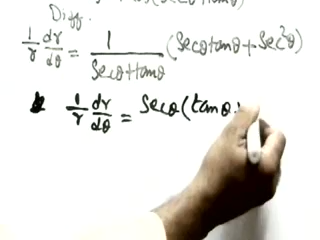 Diff.
1/r dr/dθ = 1/(Secθ+tanθ) (Secθtanθ+Sec²θ)
1/r dr/dθ = Secθ(tanθ